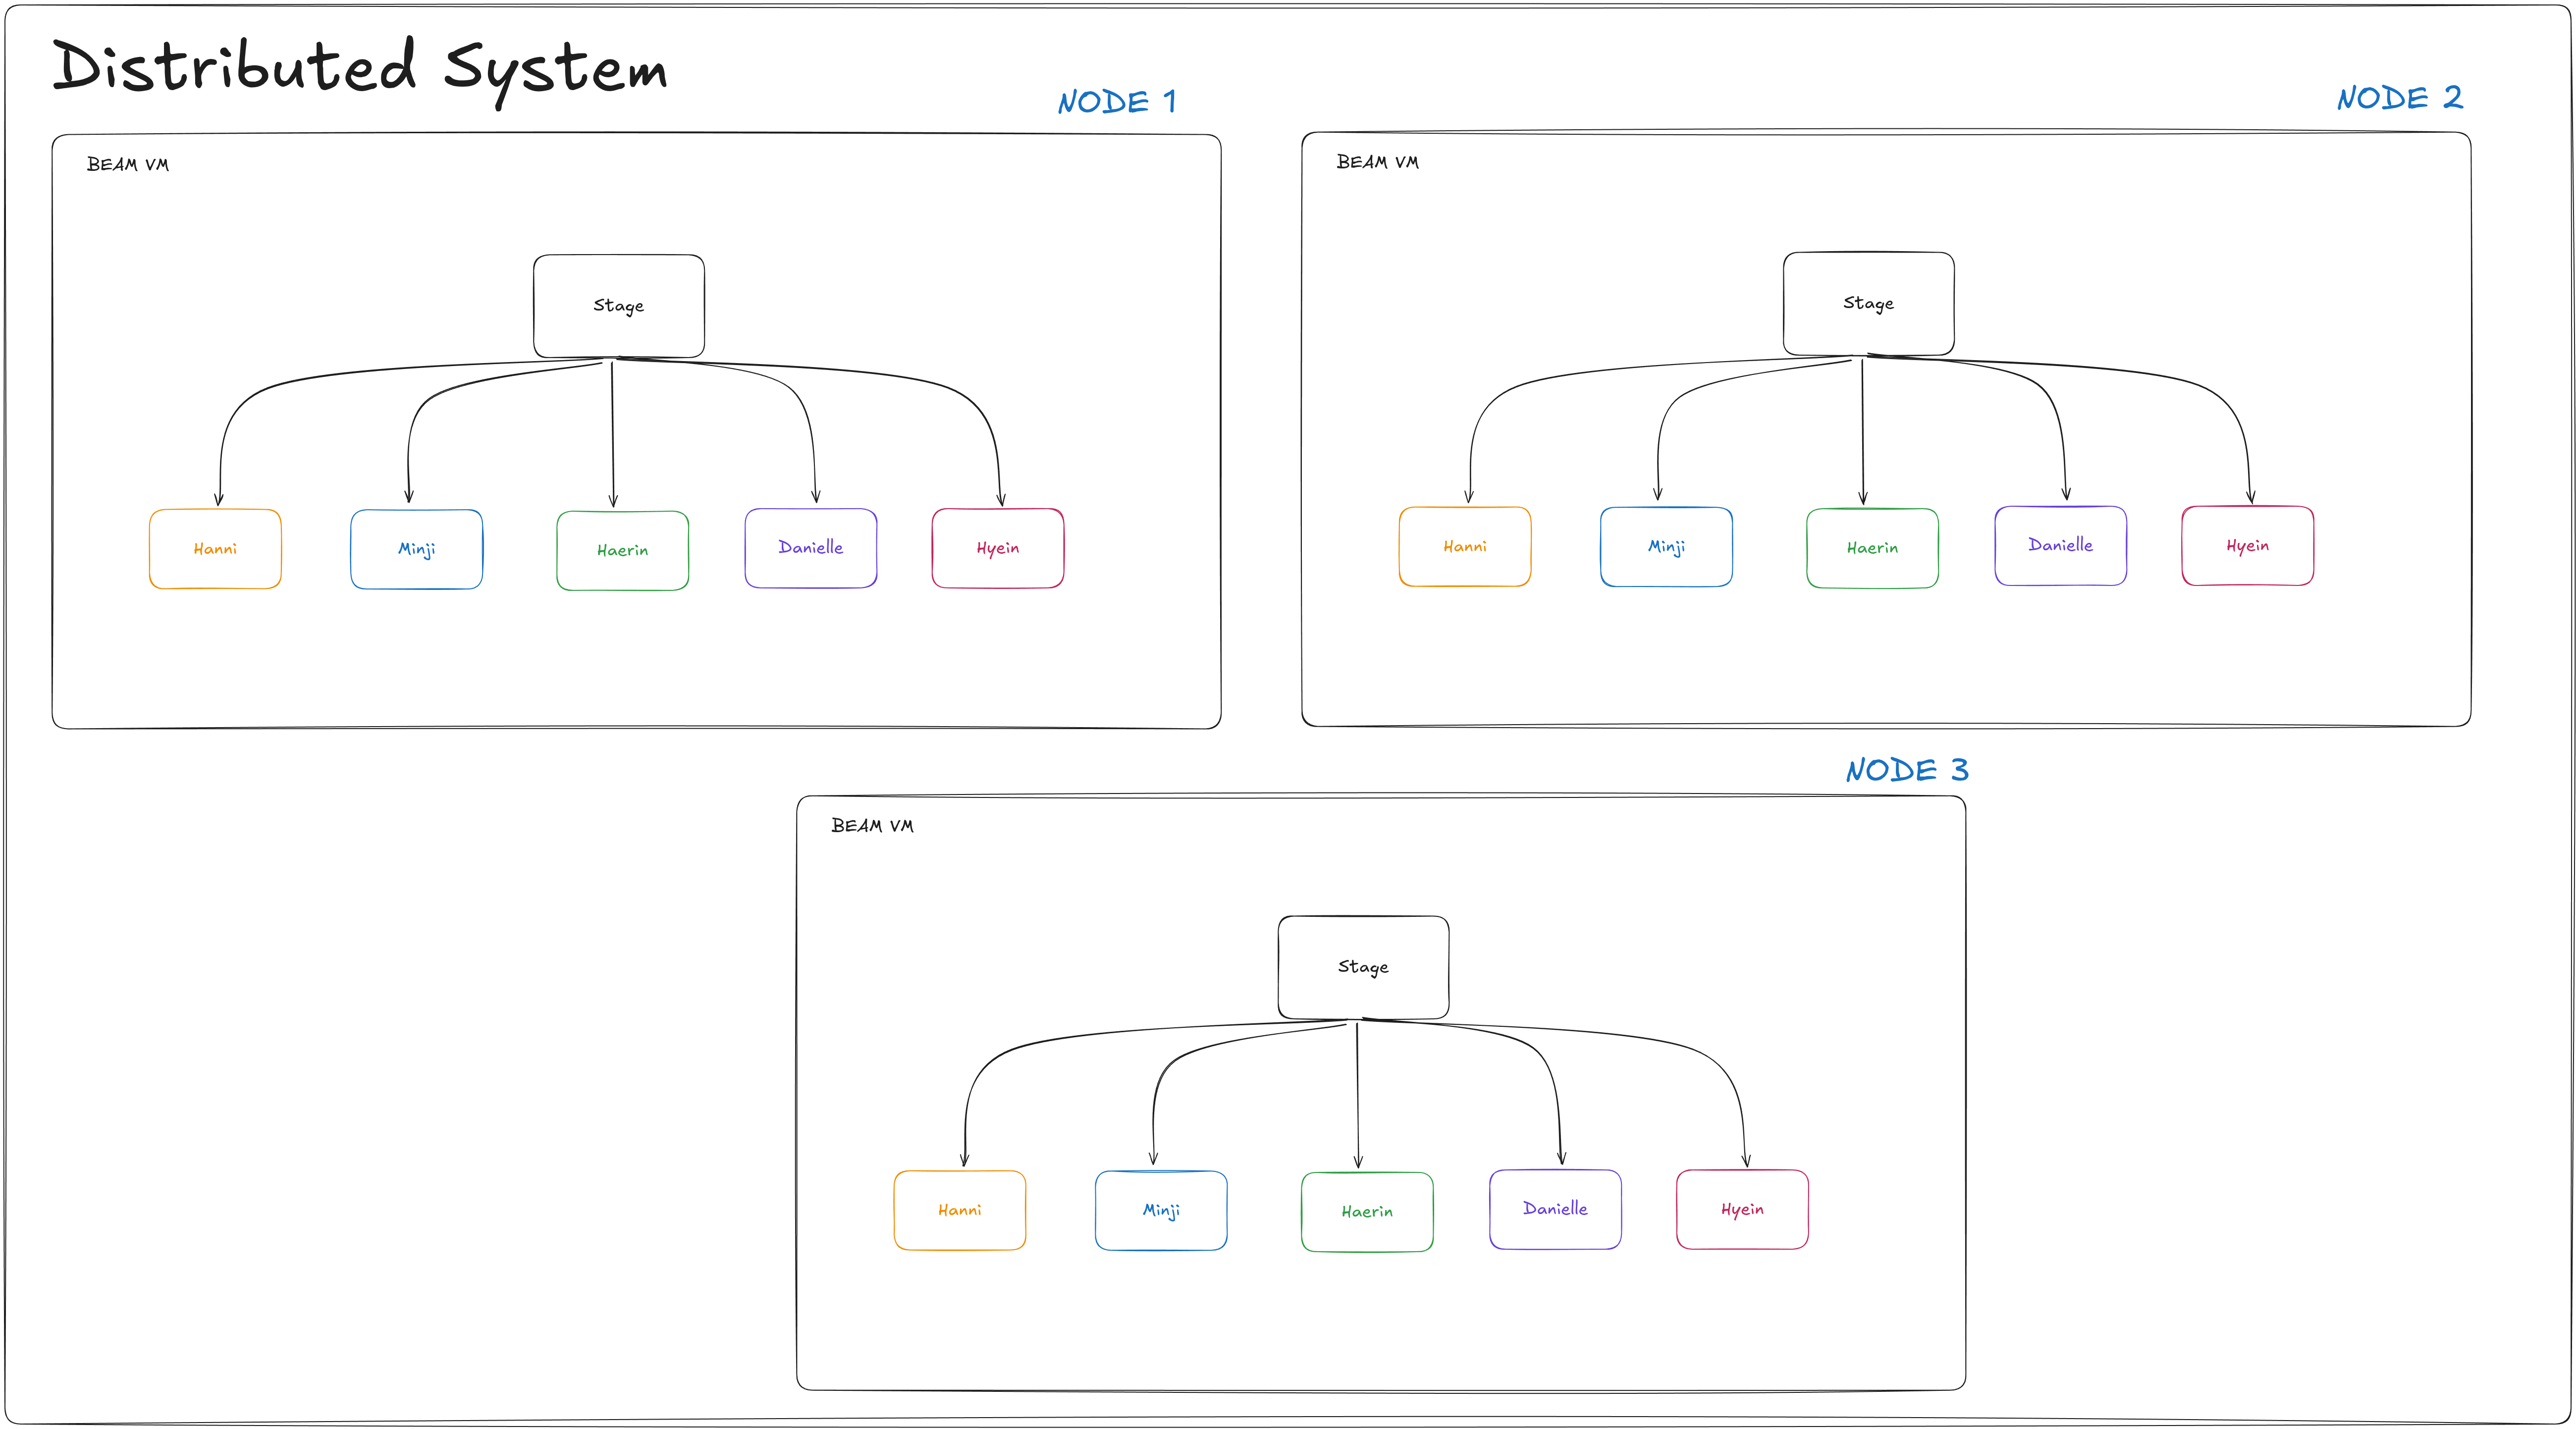 Distributed System
NODE 1
NODE 2
BEAM VM
Stage
Hanni
Minji
Haerin
Danielle
Hyein
BEAM VM
Stage
Hanni
Minji
Haerin
Danielle
Hyein
NODE 3
BEAM VM
Stage
Hanni
Minji
Haerin
Danielle
Hyein